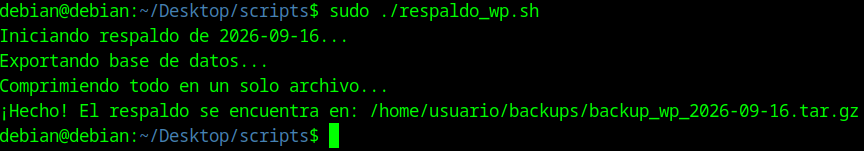 debian@debian:~/Desktop/scripts$ sudo ./respaldo_wp.sh
Iniciando respaldo de 2026-09-16...
Exportando base de datos...
Comprimiendo todo en un solo archivo...
¡Hecho! El respaldo se encuentra en: /home/usuario/backups/backup_wp_2026-09-16.tar.gz
debian@debian:~/Desktop/scripts$